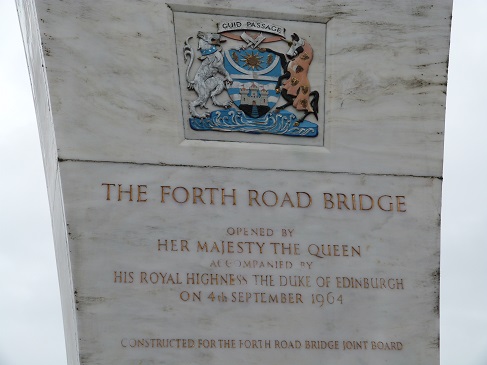 GUID PASSAGE
THE FORTH ROAD BRIDGE
OPENED BY
HER MAJESTY THE QUEEN
ACCOMPANIED BY
HIS ROYAL HIGHNESS THE DUKE OF EDINBURGH
ON 4th SEPTEMBER 1964
CONSTRUCTED FOR THE FORTH ROAD BRIDGE JOINT BOARD